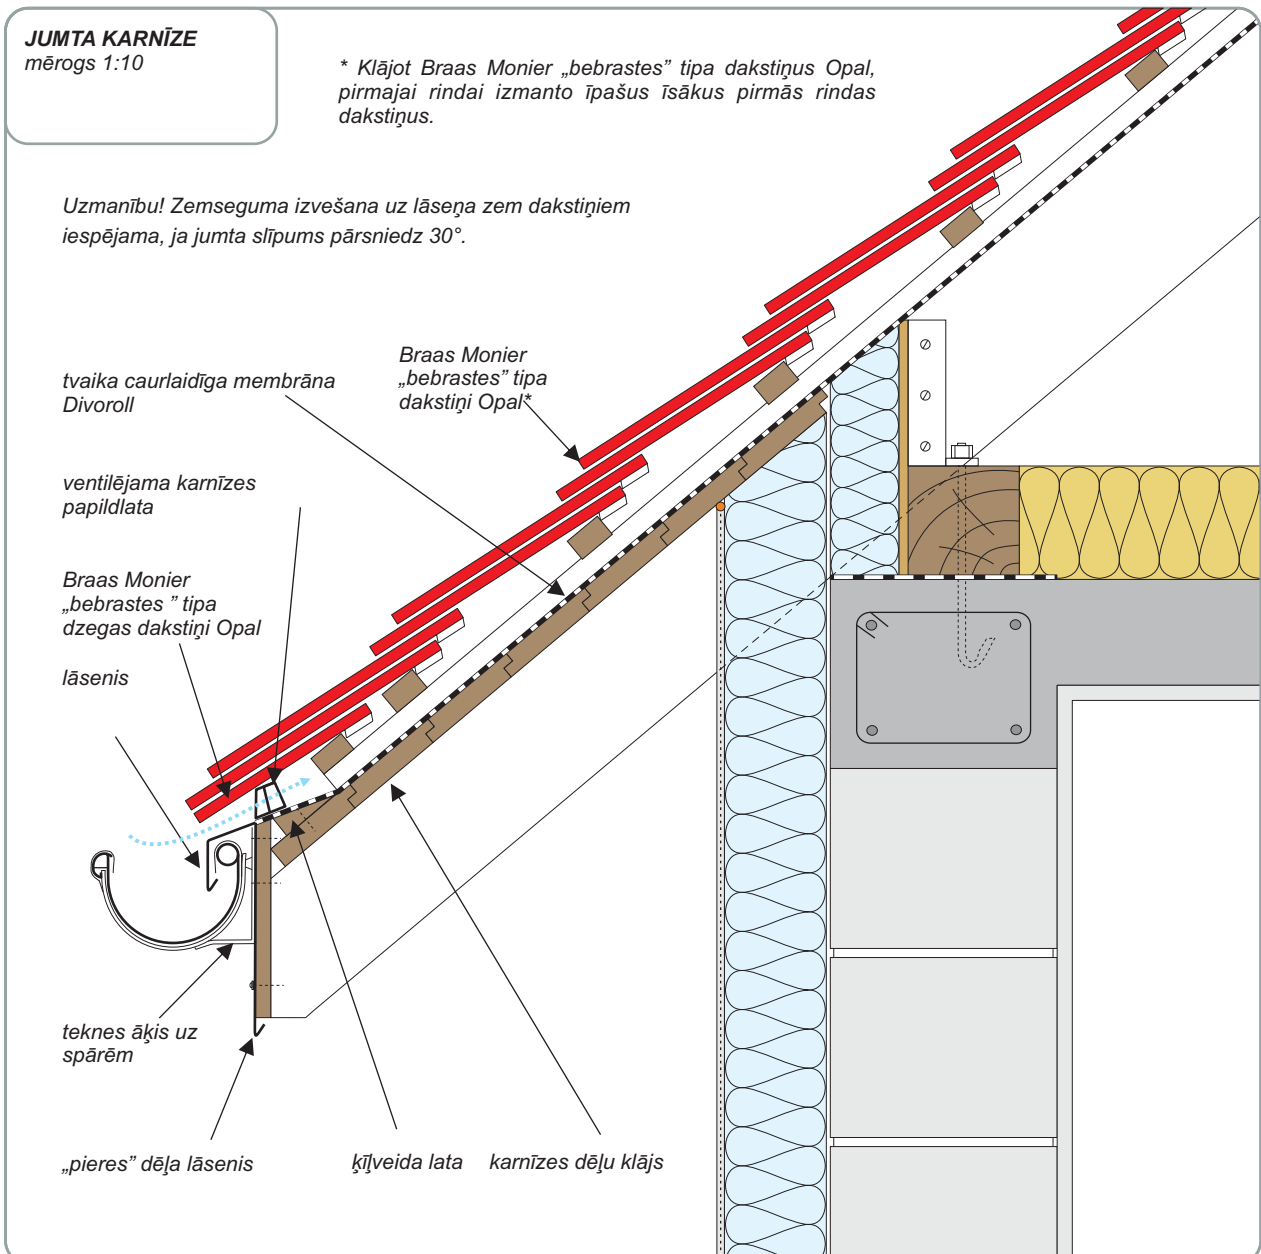 JUMTA KARNĪZE
mērogs 1:10
* Klājot Braas Monier „bebrastes” tipa dakstiņus Opal,
pirmajai rindai izmanto īpašus īsākus pirmās rindas
dakstiņus.
Uzmanību! Zemseguma izvešana uz lāseņa zem dakstiņiem
iespējama, ja jumta slīpums pārsniedz 30°.
Braas Monier
„bebrastes” tipa
dakstiņi Opal*
tvaika caurlaidīga membrāna
Divoroll
ventilējama karnīzes
papildlata
Braas Monier
„bebrastes ” tipa
dzegas dakstiņi Opal
lāsenis
teknes āķis uz
spārēm
„pieres” dēļa lāsenis
ķīļveida lata
karnīzes dēļu klājs